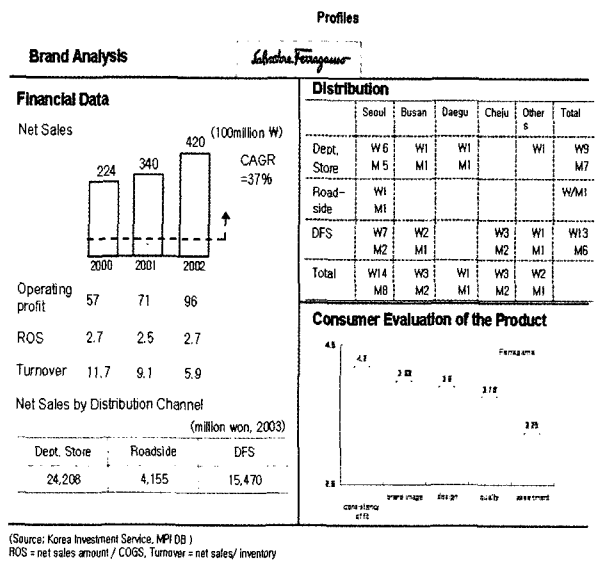 Profiles
Brand Analysis
Salvatore Ferragamo
Financial Data
Net Sales
(100million ₩)
224 340 420
CAGR
=37%
2000 2001 2002
Operating
profit 57 71 96
ROS 2.7 2.5 2.7
Turnover 11.7 9.1 5.9
Net Sales by Distribution Channel
(million won, 2003)
Dept. Store Roadside DFS
24,208 4,155 15,470
Distribution
Seoul Busan Daegu Cheju Other
s Total
Dept. W6 W1 W1 W1 W9
Store M5 M1 M1 M7
Road- W1 W/M1
side M1
DFS W7 W2 W3 W1 W13
M2 M1 M2 M1 M6
Total W14 W3 W1 W3 W2
M8 M2 M1 M2 M1
Consumer Evaluation of the Product
4.5
Ferragamo
brand image design quality assortment
consistency
of fit
(Source: Korea Investment Service, MPI DB )
ROS = net sales amount / COGS, Turnover = net sales/ inventory